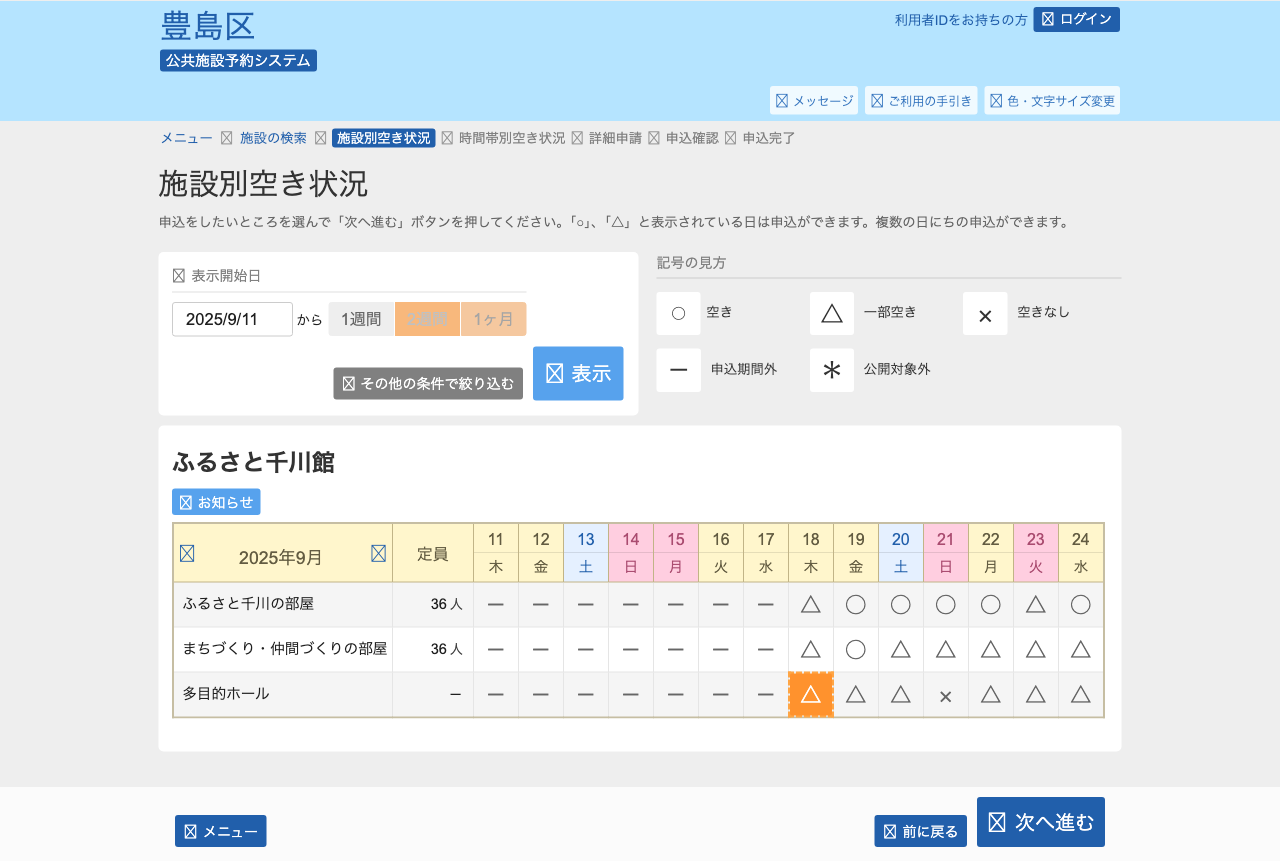 豊島区
公共施設予約システム
利用者IDをお持ちの方 ログイン
メッセージ ご利用の手引き 色・文字サイズ変更
メニュー 施設の検索 施設別空き状況 時間帯別空き状況 詳細申請 申込確認 申込完了
施設別空き状況
申込をしたいところを選んで「次へ進む」ボタンを押してください。「○」、「△」と表示されている日は申込ができます。複数の日にちの申込ができます。
表示開始日
2025/9/11 から 1週間 2週間 1ヶ月
その他の条件で絞り込む 表示
記号の見方
○ 空き △ 一部空き × 空きなし
ー 申込期間外 ＊ 公開対象外
ふるさと千川館
お知らせ
2025年9月 定員 11 12 13 14 15 16 17 18 19 20 21 22 23 24
木 金 土 日 月 火 水 木 金 土 日 月 火 水
ふるさと千川の部屋 36 人 ー ー ー ー ー ー ー △ ○ ○ ○ ○ △ ○
まちづくり・仲間づくりの部屋 36 人 ー ー ー ー ー ー ー △ ○ △ △ △ △ △
多目的ホール ー ー ー ー ー ー ー ー △ △ △ × △ △ △
メニュー 前に戻る 次へ進む